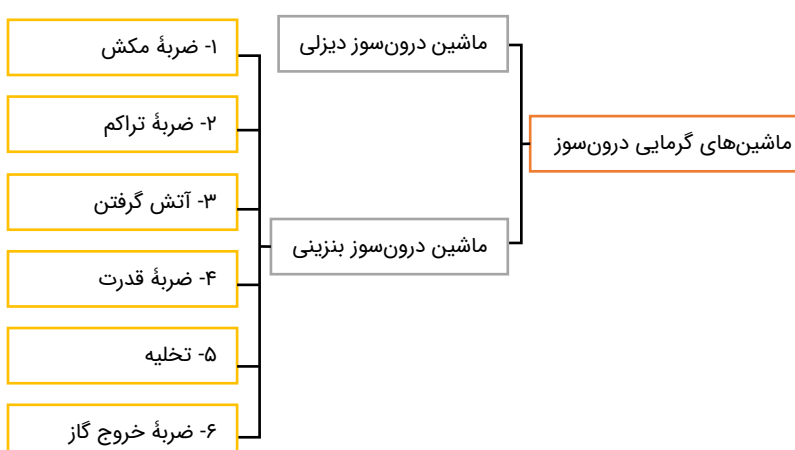 ماشین‌های گرمایی درون‌سوز
ماشین درون‌سوز دیزلی
ماشین درون‌سوز بنزینی
۱- ضربهٔ مکش
۲- ضربهٔ تراکم
۳- آتش گرفتن
۴- ضربهٔ قدرت
۵- تخلیه
۶- ضربهٔ خروج گاز